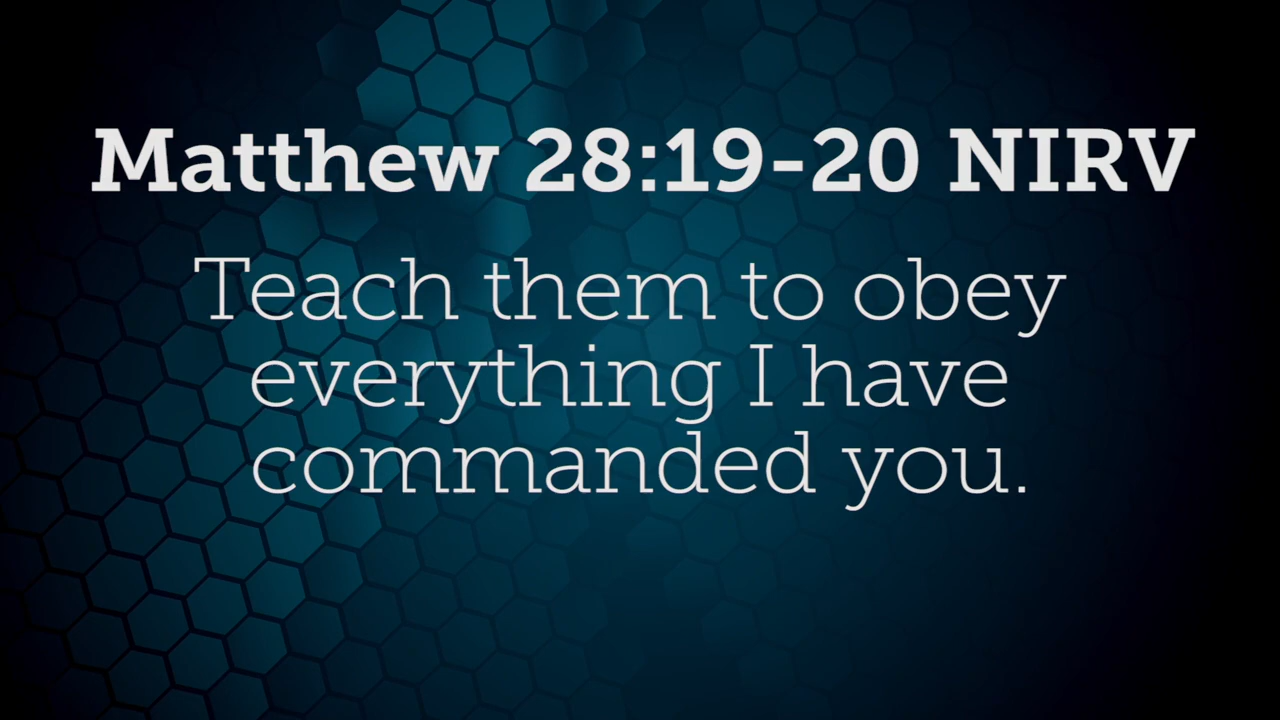 Matthew 28:19-20 NIRV
Teach them to obey
everything I have
commanded you.